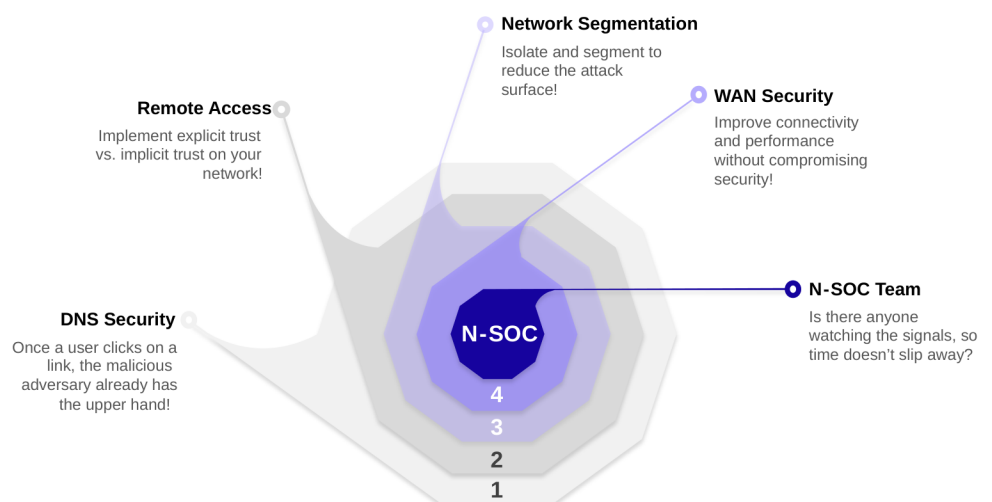 Network Segmentation
Isolate and segment to
reduce the attack
surface!
WAN Security
Improve connectivity
and performance
without compromising
security!
Remote Access
Implement explicit trust
vs. implicit trust on your
network!
N-SOC Team
Is there anyone
watching the signals, so
time doesn’t slip away?
DNS Security
Once a user clicks on a
link, the malicious
adversary already has
the upper hand!
N-SOC
4
3
2
1